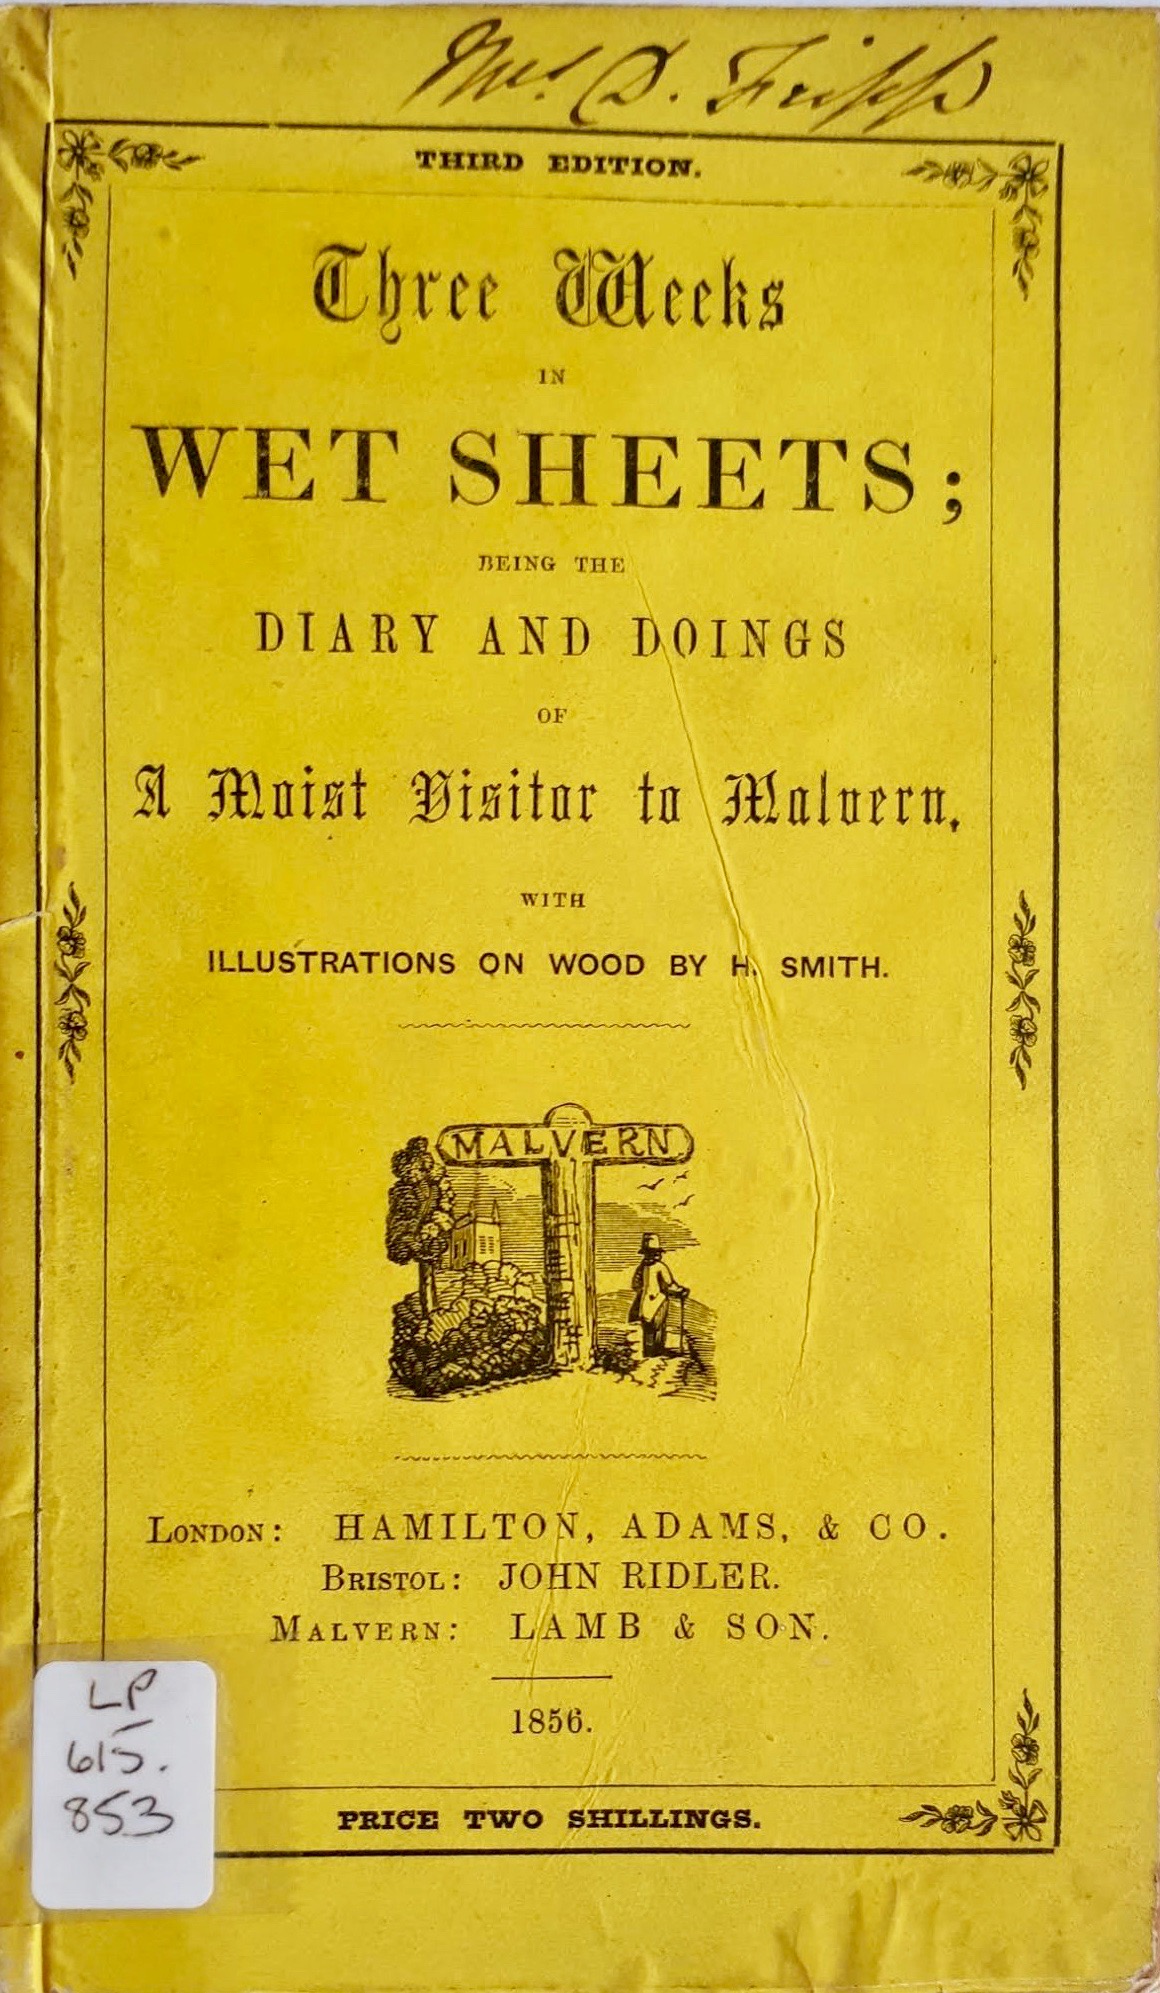 Mrs. D. Fripp
THIRD EDITION.
Three Weeks
IN
WET SHEETS;
BEING THE
DIARY AND DOINGS
OF
A Moist Visitor to Malvern.
WITH
ILLUSTRATIONS ON WOOD BY H. SMITH.
MALVERN.
LONDON: HAMILTON, ADAMS, & CO.
BRISTOL: JOHN RIDLER.
MALVERN: LAMB & SON.
1856.
LP
615.
853
PRICE TWO SHILLINGS.